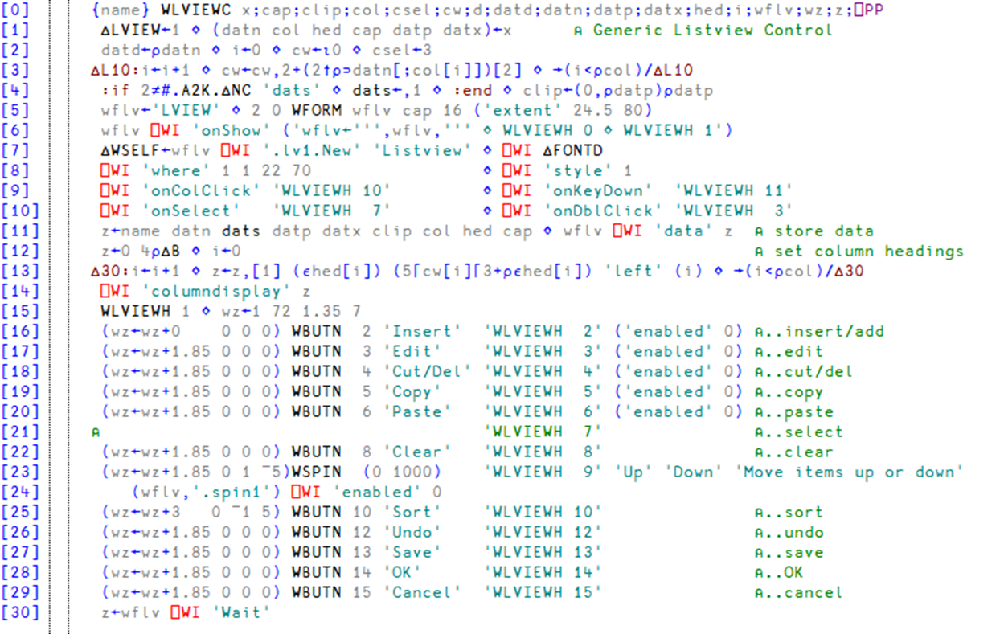 [0] {name} WLVIEWC x;cap;clip;col;csel;cw;d;datd;datn;datp;datx;hed;i;wflv;wz;z;⎕PP
[1] ∆LVIEW←1 ⋄ (datn col hed cap datp datx)←x ⍝ Generic Listview Control
[2] datd←⍴datn ⋄ i←0 ⋄ cw←⍳0 ⋄ csel←3
[3] ∆L10:i←i+1 ⋄ cw←cw,2+(2↑⍴⊃datn[;col[i]])[2] ⋄ →(i<⍴col)/∆L10
[4] :if 2≠#.A2K.∆NC 'dats' ⋄ dats←,1 ⋄ :end ⋄ clip←(0,⍴datp)⍴datp
[5] wflv←'LVIEW' ⋄ 2 0 WFORM wflv cap 16 ('extent' 24.5 80)
[6] wflv ⎕WI 'onShow' ('wflv←''',wflv,''' ⋄ WLVIEWH 0 ⋄ WLVIEWH 1')
[7] ∆WSELF←wflv ⎕WI '.lv1.New' 'Listview' ⋄ ⎕WI ∆FONTD
[8] ⎕WI 'where' 1 1 22 70 ⋄ ⎕WI 'style' 1
[9] ⎕WI 'onColClick' 'WLVIEWH 10' ⋄ ⎕WI 'onKeyDown' 'WLVIEWH 11'
[10] ⎕WI 'onSelect' 'WLVIEWH 7' ⋄ ⎕WI 'onDblClick' 'WLVIEWH 3'
[11] z←name datn dats datp datx clip col hed cap ⋄ wflv ⎕WI 'data' z ⍝ store data
[12] z←0 4⍴∆B ⋄ i←0 ⍝ set column headings
[13] ∆30:i←i+1 ⋄ z←z,[1] (∊hed[i]) (5⌈cw[i]⌈3+⍴∊hed[i]) 'left' (i) ⋄ →(i<⍴col)/∆30
[14] ⎕WI 'columndisplay' z
[15] WLVIEWH 1 ⋄ wz←1 72 1.35 7
[16] (wz←wz+0 0 0 0) WBUTN 2 'Insert' 'WLVIEWH 2' ('enabled' 0) ⍝..insert/add
[17] (wz←wz+1.85 0 0 0) WBUTN 3 'Edit' 'WLVIEWH 3' ('enabled' 0) ⍝..edit
[18] (wz←wz+1.85 0 0 0) WBUTN 4 'Cut/Del' 'WLVIEWH 4' ('enabled' 0) ⍝..cut/del
[19] (wz←wz+1.85 0 0 0) WBUTN 5 'Copy' 'WLVIEWH 5' ('enabled' 0) ⍝..copy
[20] (wz←wz+1.85 0 0 0) WBUTN 6 'Paste' 'WLVIEWH 6' ('enabled' 0) ⍝..paste
[21] ⍝ 'WLVIEWH 7' ⍝..select
[22] (wz←wz+1.85 0 0 0) WBUTN 8 'Clear' 'WLVIEWH 8' ⍝..clear
[23] (wz←wz+1.85 0 1 ¯5)WSPIN (0 1000) 'WLVIEWH 9' 'Up' 'Down' 'Move items up or down'
[24] (wflv,'.spin1') ⎕WI 'enabled' 0
[25] (wz←wz+3 0 ¯1 5) WBUTN 10 'Sort' 'WLVIEWH 10' ⍝..sort
[26] (wz←wz+1.85 0 0 0) WBUTN 12 'Undo' 'WLVIEWH 12' ⍝..undo
[27] (wz←wz+1.85 0 0 0) WBUTN 13 'Save' 'WLVIEWH 13' ⍝..save
[28] (wz←wz+1.85 0 0 0) WBUTN 14 'OK' 'WLVIEWH 14' ⍝..OK
[29] (wz←wz+1.85 0 0 0) WBUTN 15 'Cancel' 'WLVIEWH 15' ⍝..cancel
[30] z←wflv ⎕WI 'Wait'